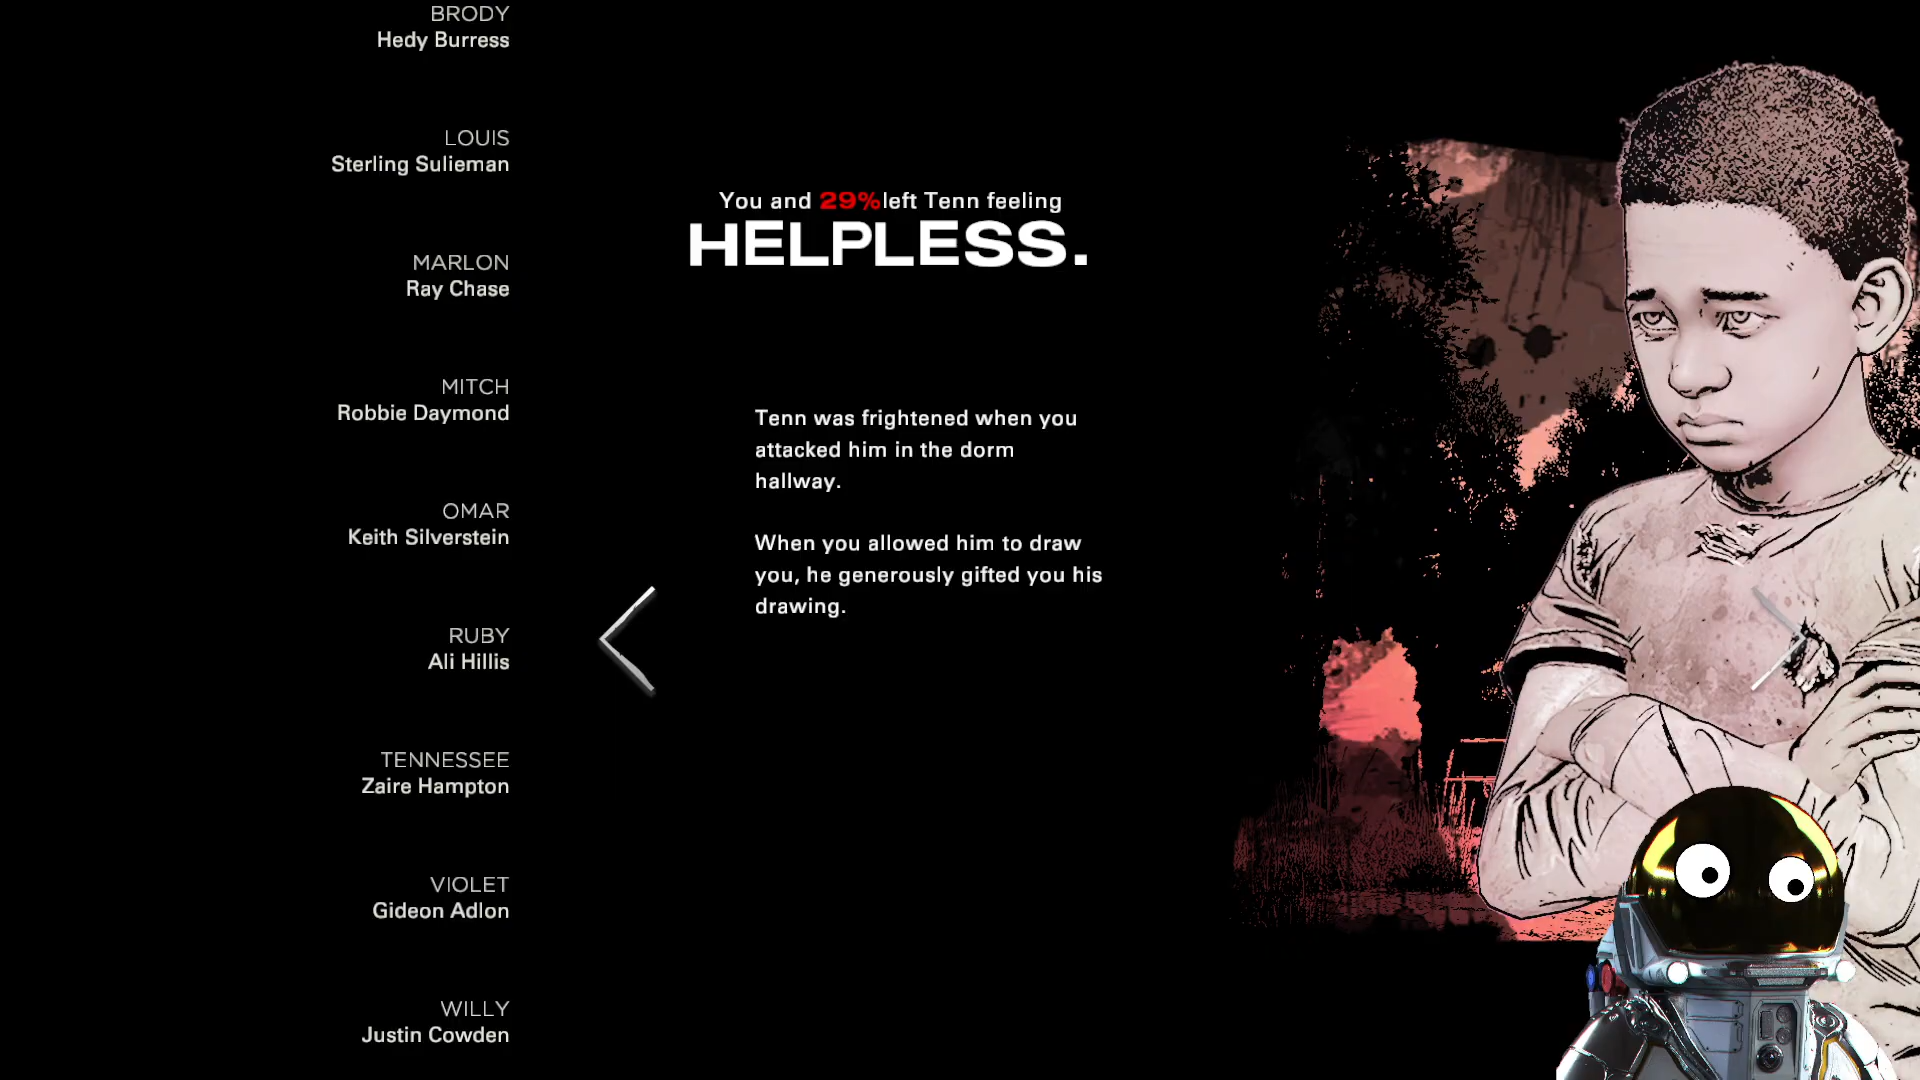 BRODY
Hedy Burress
LOUIS
Sterling Sulieman
MARLON
Ray Chase
MITCH
Robbie Daymond
OMAR
Keith Silverstein
RUBY
Ali Hillis
TENNESSEE
Zaire Hampton
VIOLET
Gideon Adlon
WILLY
Justin Cowden
You and 29%left Tenn feeling
HELPLESS.
Tenn was frightened when you
attacked him in the dorm
hallway.
When you allowed him to draw
you, he generously gifted you his
drawing.